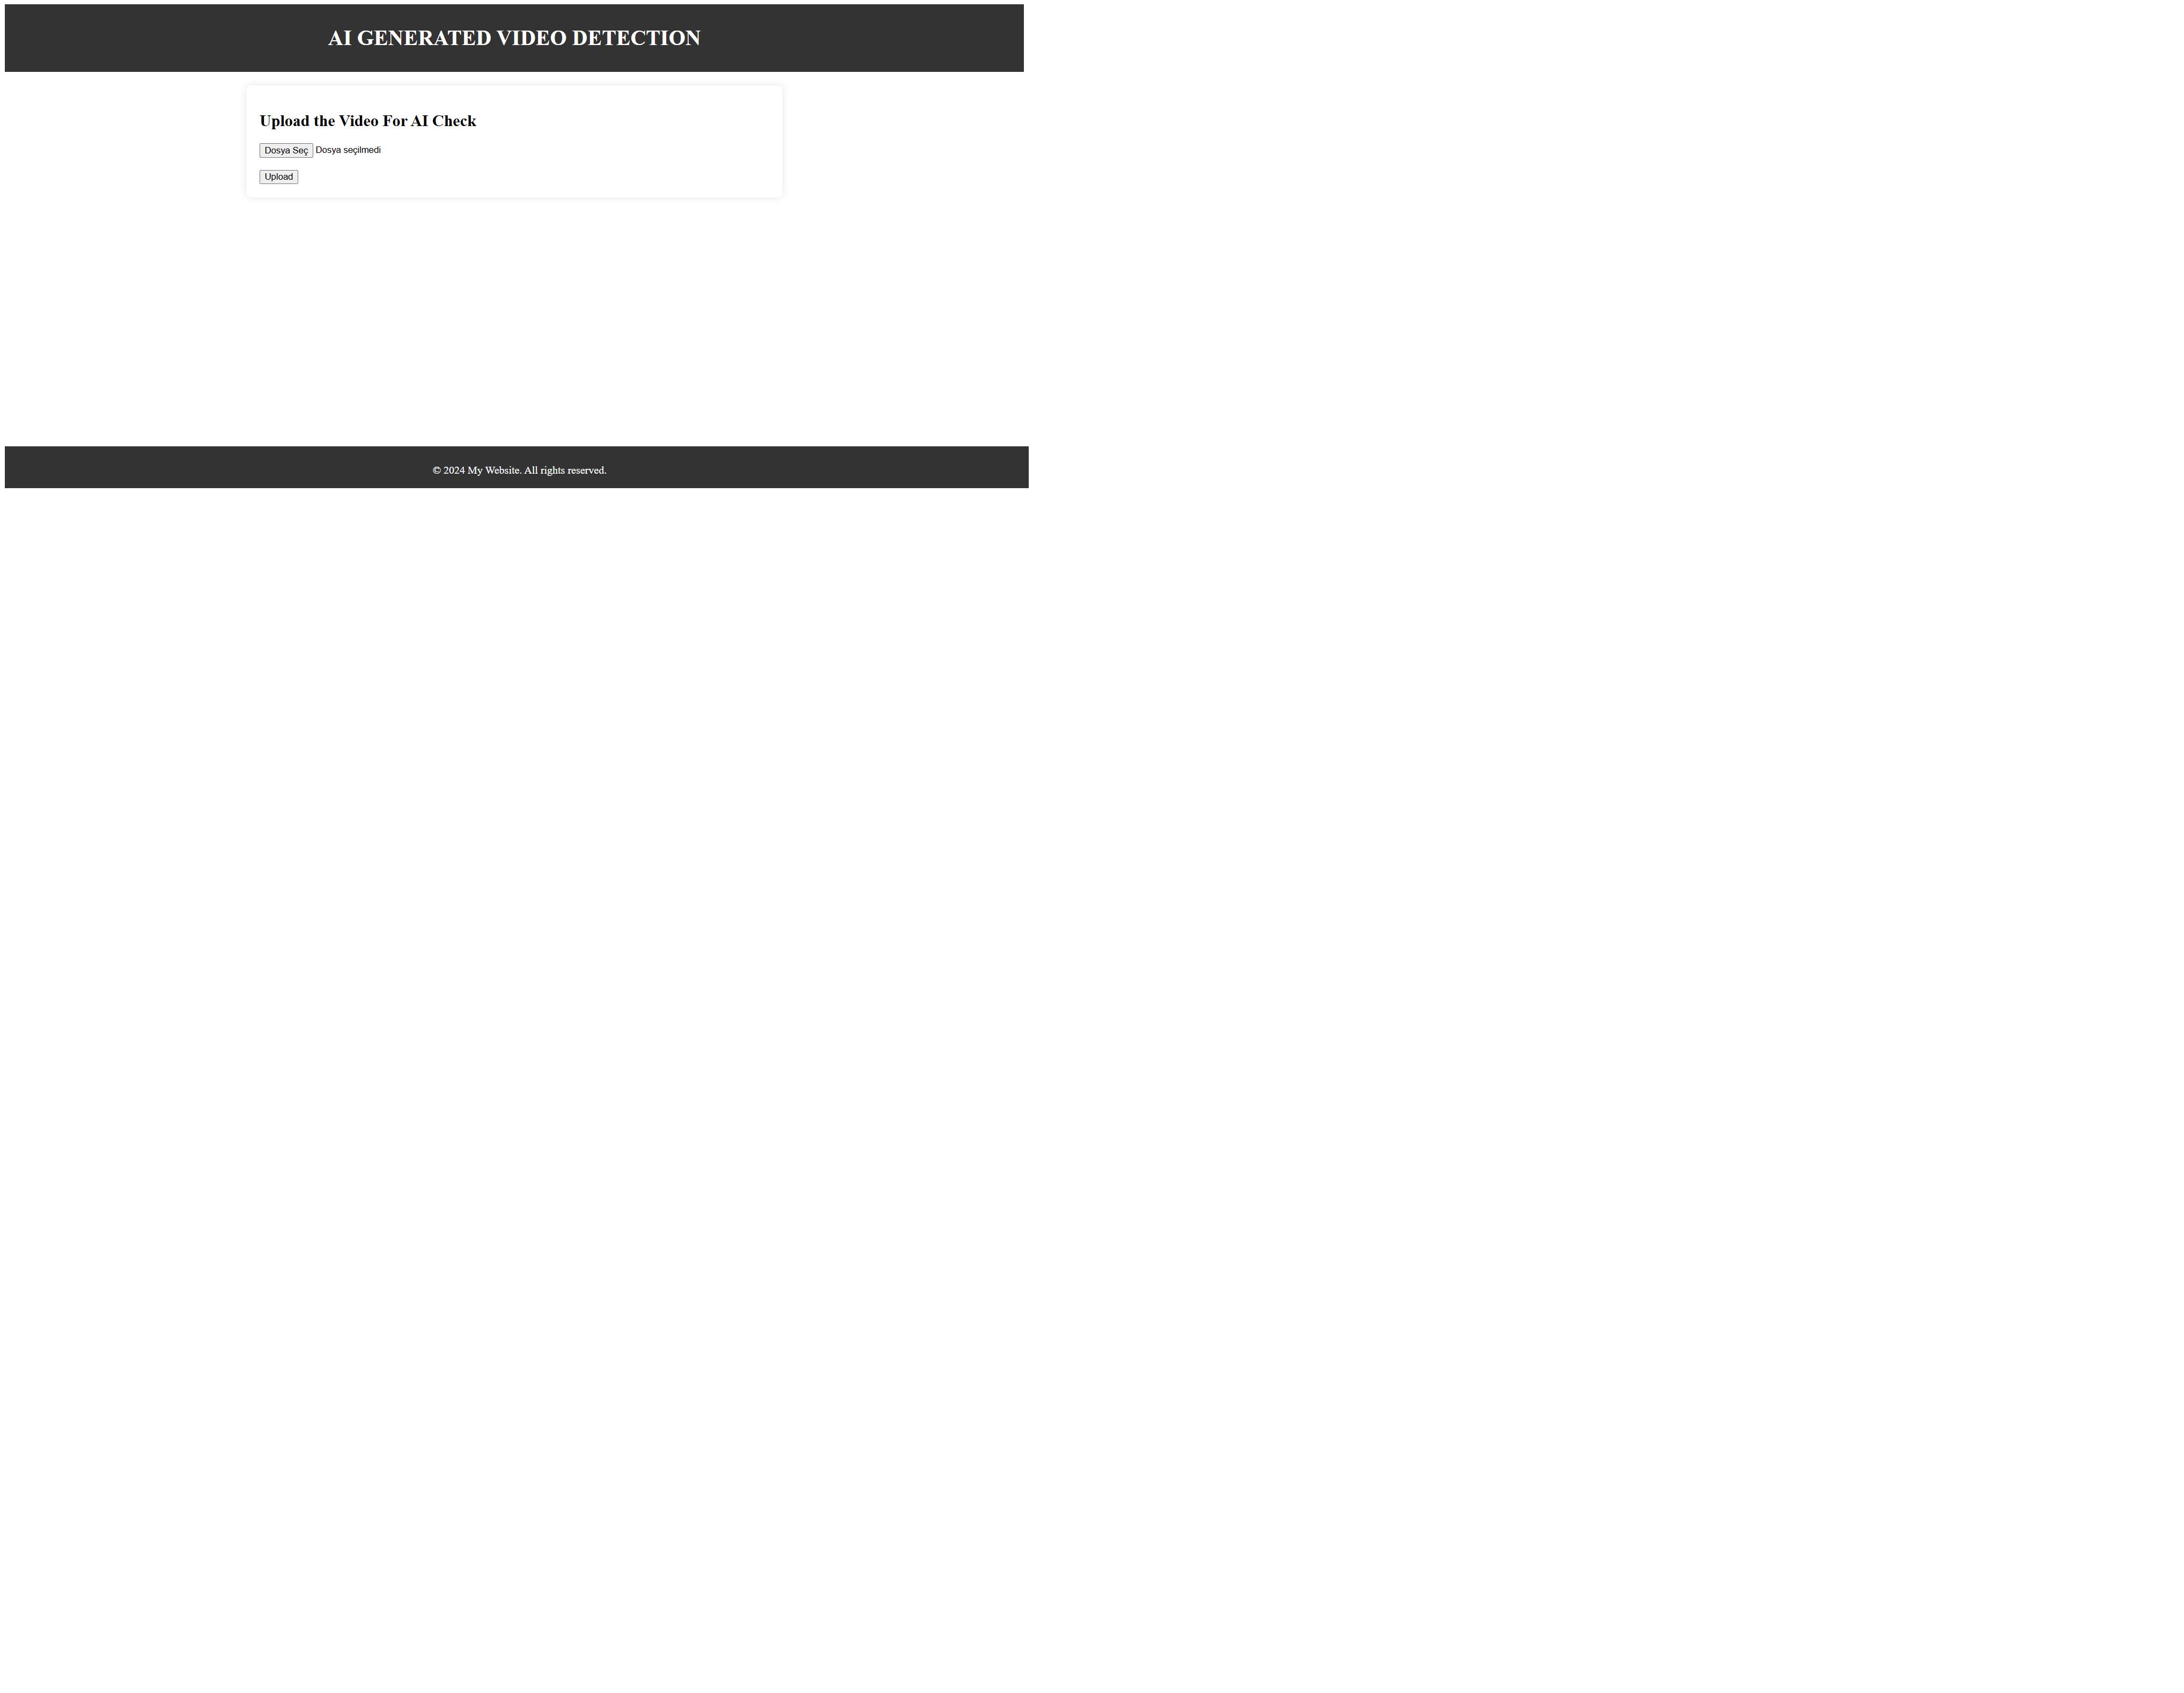 AI GENERATED VIDEO DETECTION
Upload the Video For AI Check
Dosya Seç Dosya seçilmedi
Upload
© 2024 My Website. All rights reserved.